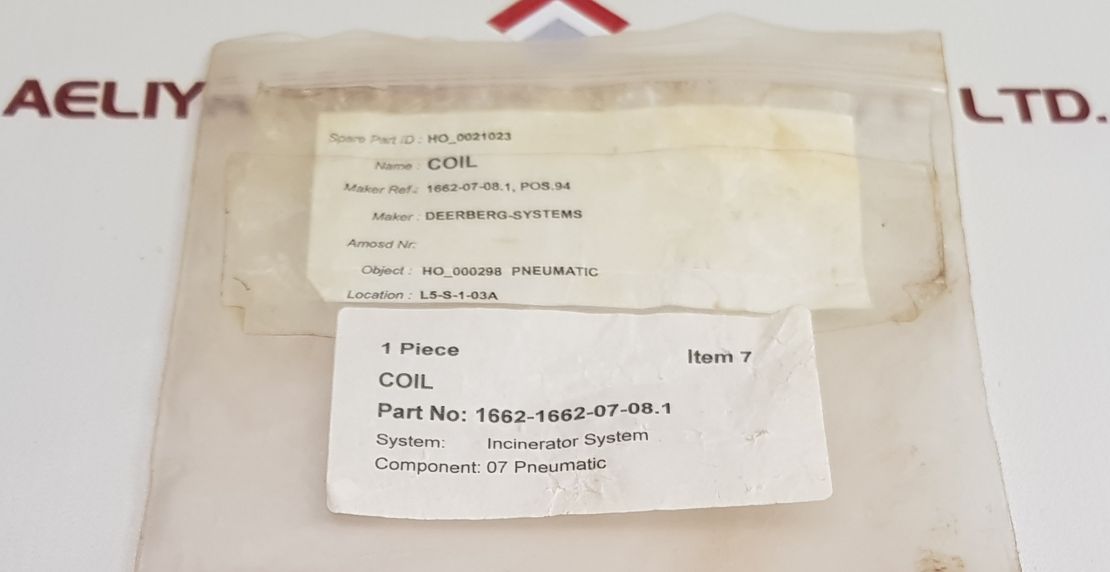 AELIY LTD.
Spare Part ID : HO_0021023
Name : COIL
Maker Ref.: 1662-07-08.1, POS.94
Maker : DEERBERG-SYSTEMS
Amosd Nr:
Object : HO_000298 PNEUMATIC
Location : L5-S-1-03A
1 Piece Item 7
COIL
Part No: 1662-1662-07-08.1
System: Incinerator System
Component: 07 Pneumatic